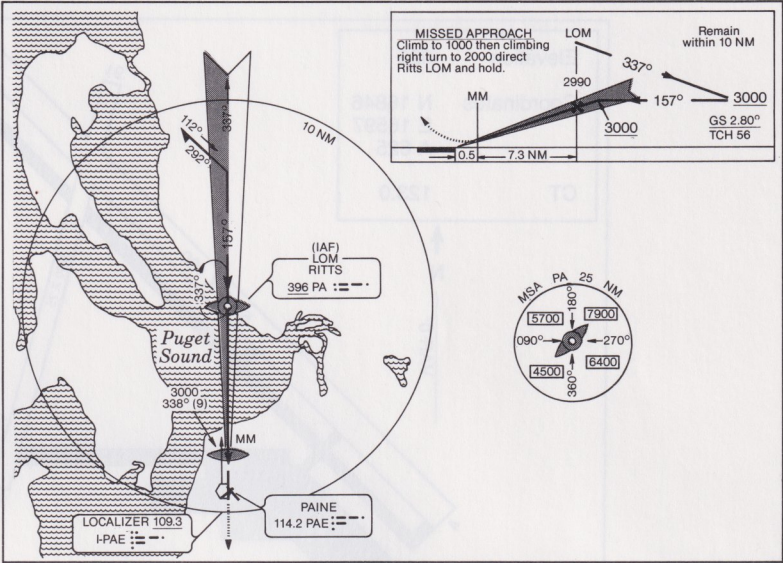 MISSED APPROACH
Climb to 1000 then climbing
right turn to 2000 direct
Ritts LOM and hold.
LOM
Remain
within 10 NM
337°
2990
MM
157°
3000
3000
GS 2.80°
TCH 56
0.5
7.3 NM
10 NM
337°
112°
292°
157°
(IAF)
LOM
RITTS
396 PA
337°
Puget
Sound
3000
338° (9)
MM
PAINE
114.2 PAE
LOCALIZER 109.3
I-PAE
MSA PA 25 NM
180°
5700
7900
090°
270°
4500
6400
360°